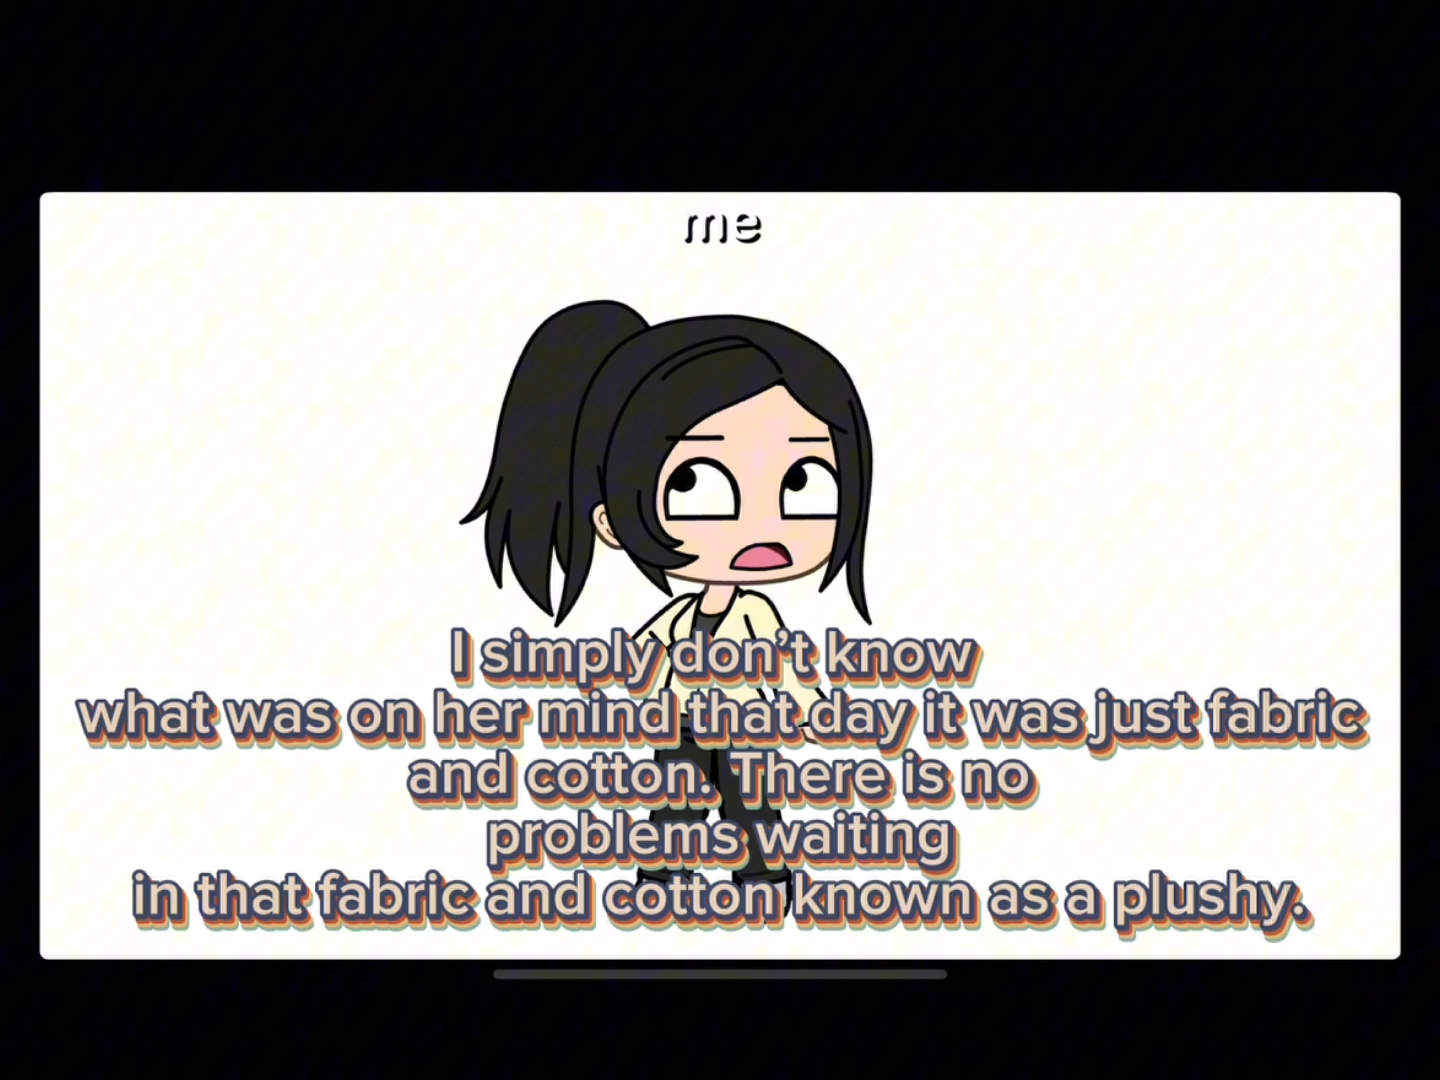 me
I simply don’t know
what was on her mind that day it was just fabric
and cotton. There is no
problems waiting
in that fabric and cotton known as a plushy.